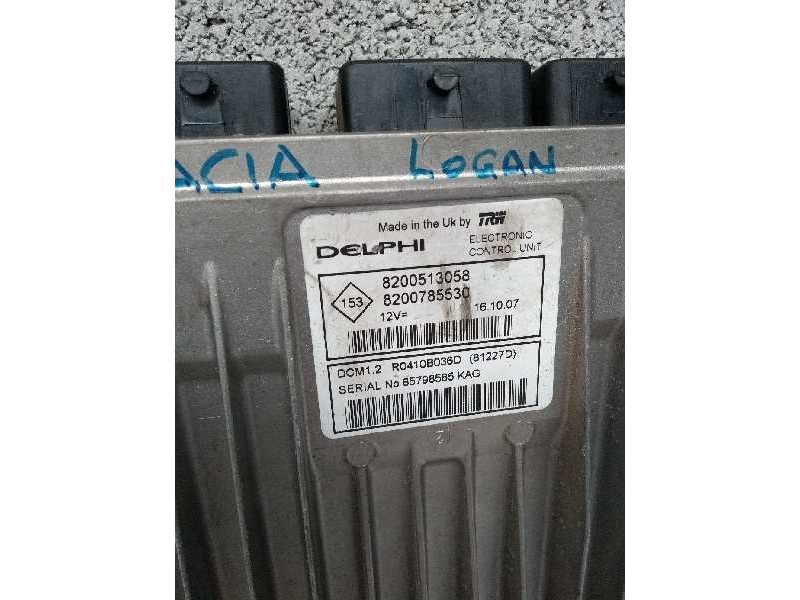 ACIA LOGAN
Made in the Uk by TRW
DELPHI
ELECTRONIC
CONTROL UNIT
153
8200513058
8200785530
12V=
16.10.07
DCM1.2 R0410B036D (81227D)
SERIAL No 65798585 KAG